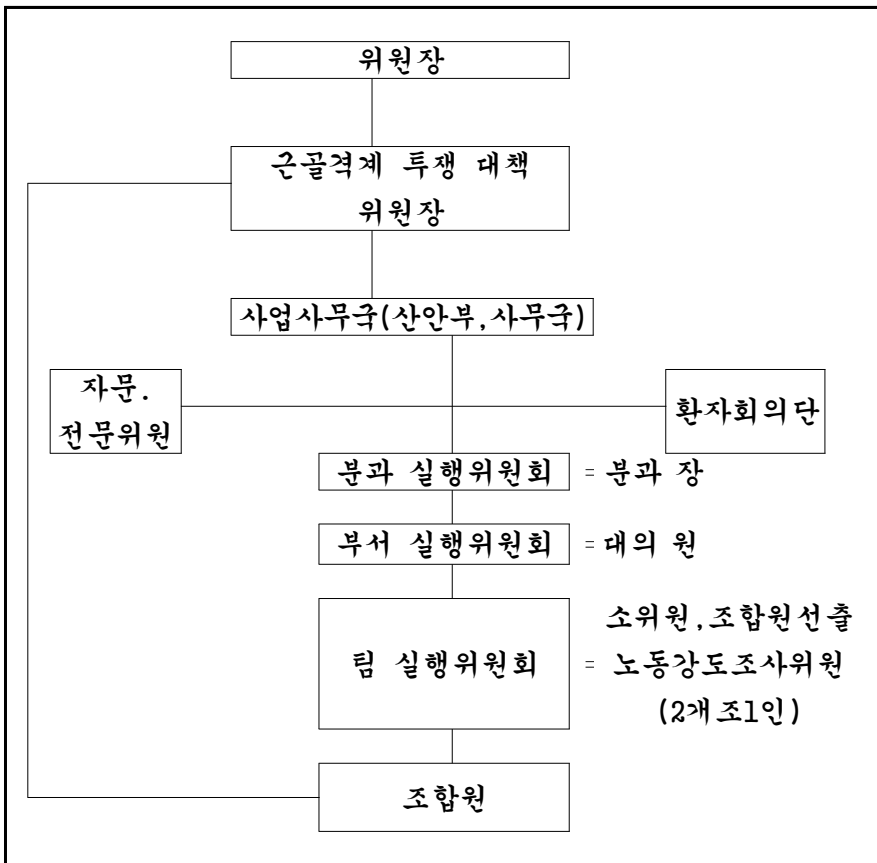 위원장
근골격계 투쟁 대책
위원장
사업사무국(산안부,사무국)
자문.
전문위원
환자회의단
분과 실행위원회 = 분과 장
부서 실행위원회 = 대의 원
소위원,조합원선출
팀 실행위원회 = 노동강도조사위원
(2개조1인)
조합원